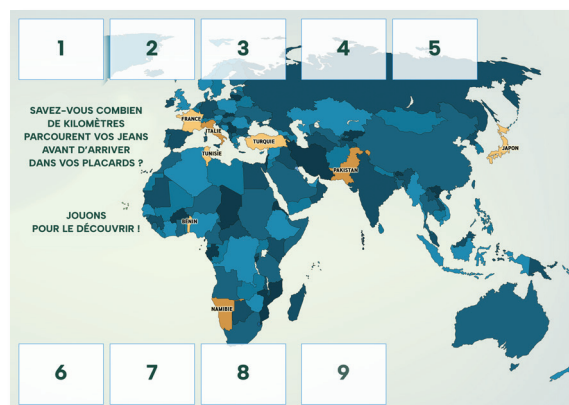 1
2
3
4
5
SAVEZ-VOUS COMBIEN
DE KILOMÈTRES
PARCOURENT VOS JEANS
AVANT D'ARRIVER
DANS VOS PLACARDS ?
FRANCE
ITALIE
TURQUIE
JAPON
TUNISIE
PAKISTAN
JOUONS
POUR LE DÉCOUVRIR !
BÉNIN
NAMIBIE
6
7
8
9